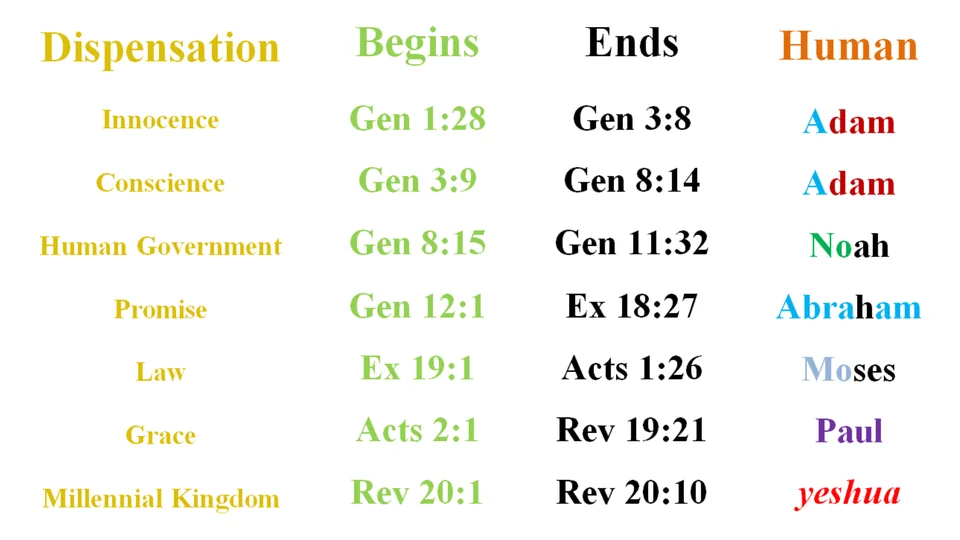 Dispensation Begins Ends Human
Innocence Gen 1:28 Gen 3:8 Adam
Conscience Gen 3:9 Gen 8:14 Adam
Human Government Gen 8:15 Gen 11:32 Noah
Promise Gen 12:1 Ex 18:27 Abraham
Law Ex 19:1 Acts 1:26 Moses
Grace Acts 2:1 Rev 19:21 Paul
Millennial Kingdom Rev 20:1 Rev 20:10 yeshua